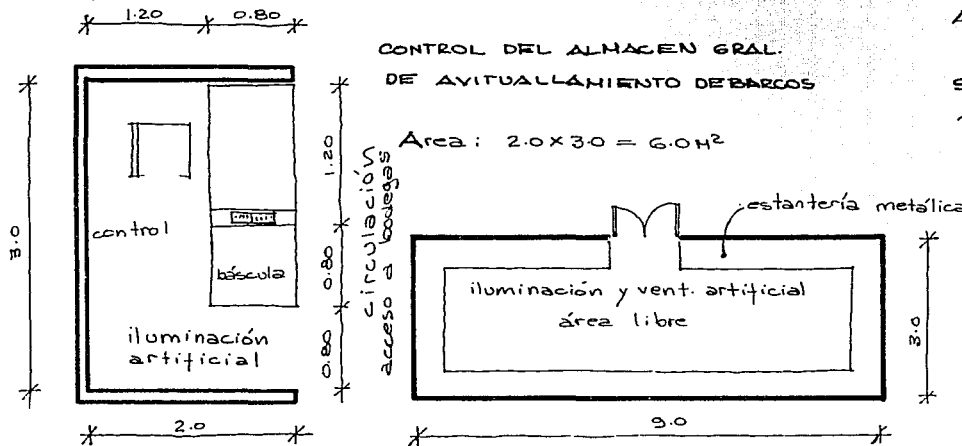 1.20 0.80
CONTROL DEL ALMACEN GRAL.
DE AVITUALLAMIENTO DE BARCOS
Area: 2.0 x 3.0 = 6.0 M²
3.0
control
báscula
iluminación
artificial
2.0
1.20
0.80
0.80
circulación
acceso a bodegas
estantería metálica
iluminación y vent. artificial
área libre
3.0
9.0